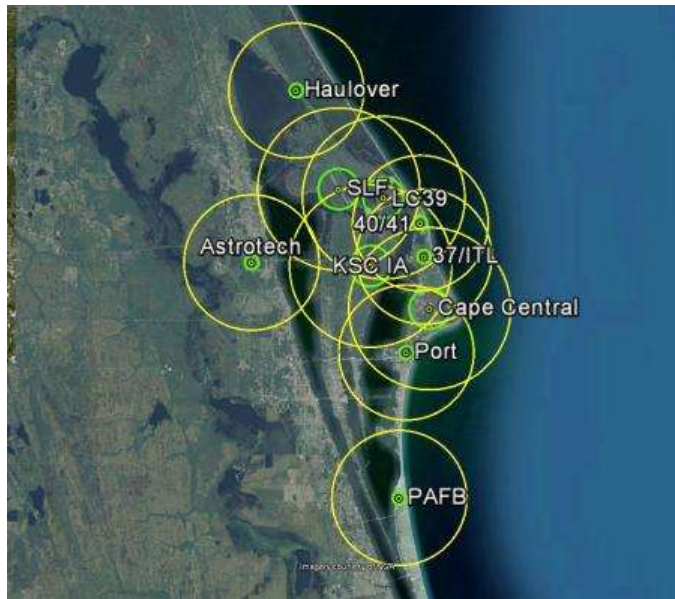 Haulover
SLF
LC39
40/41
Astrotech
KSC IA
37/ITL
Cape Central
Port
PAFB